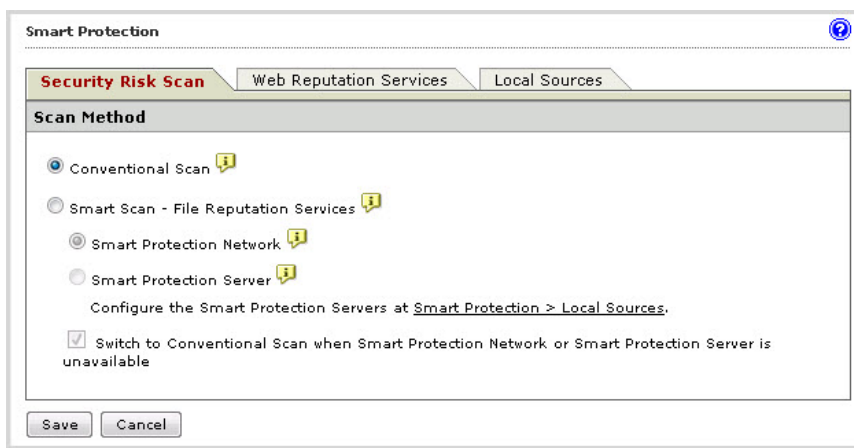 Smart Protection
Security Risk Scan
Web Reputation Services
Local Sources
Scan Method
Conventional Scan
Smart Scan - File Reputation Services
Smart Protection Network
Smart Protection Server
Configure the Smart Protection Servers at Smart Protection > Local Sources.
Switch to Conventional Scan when Smart Protection Network or Smart Protection Server is
unavailable
Save
Cancel